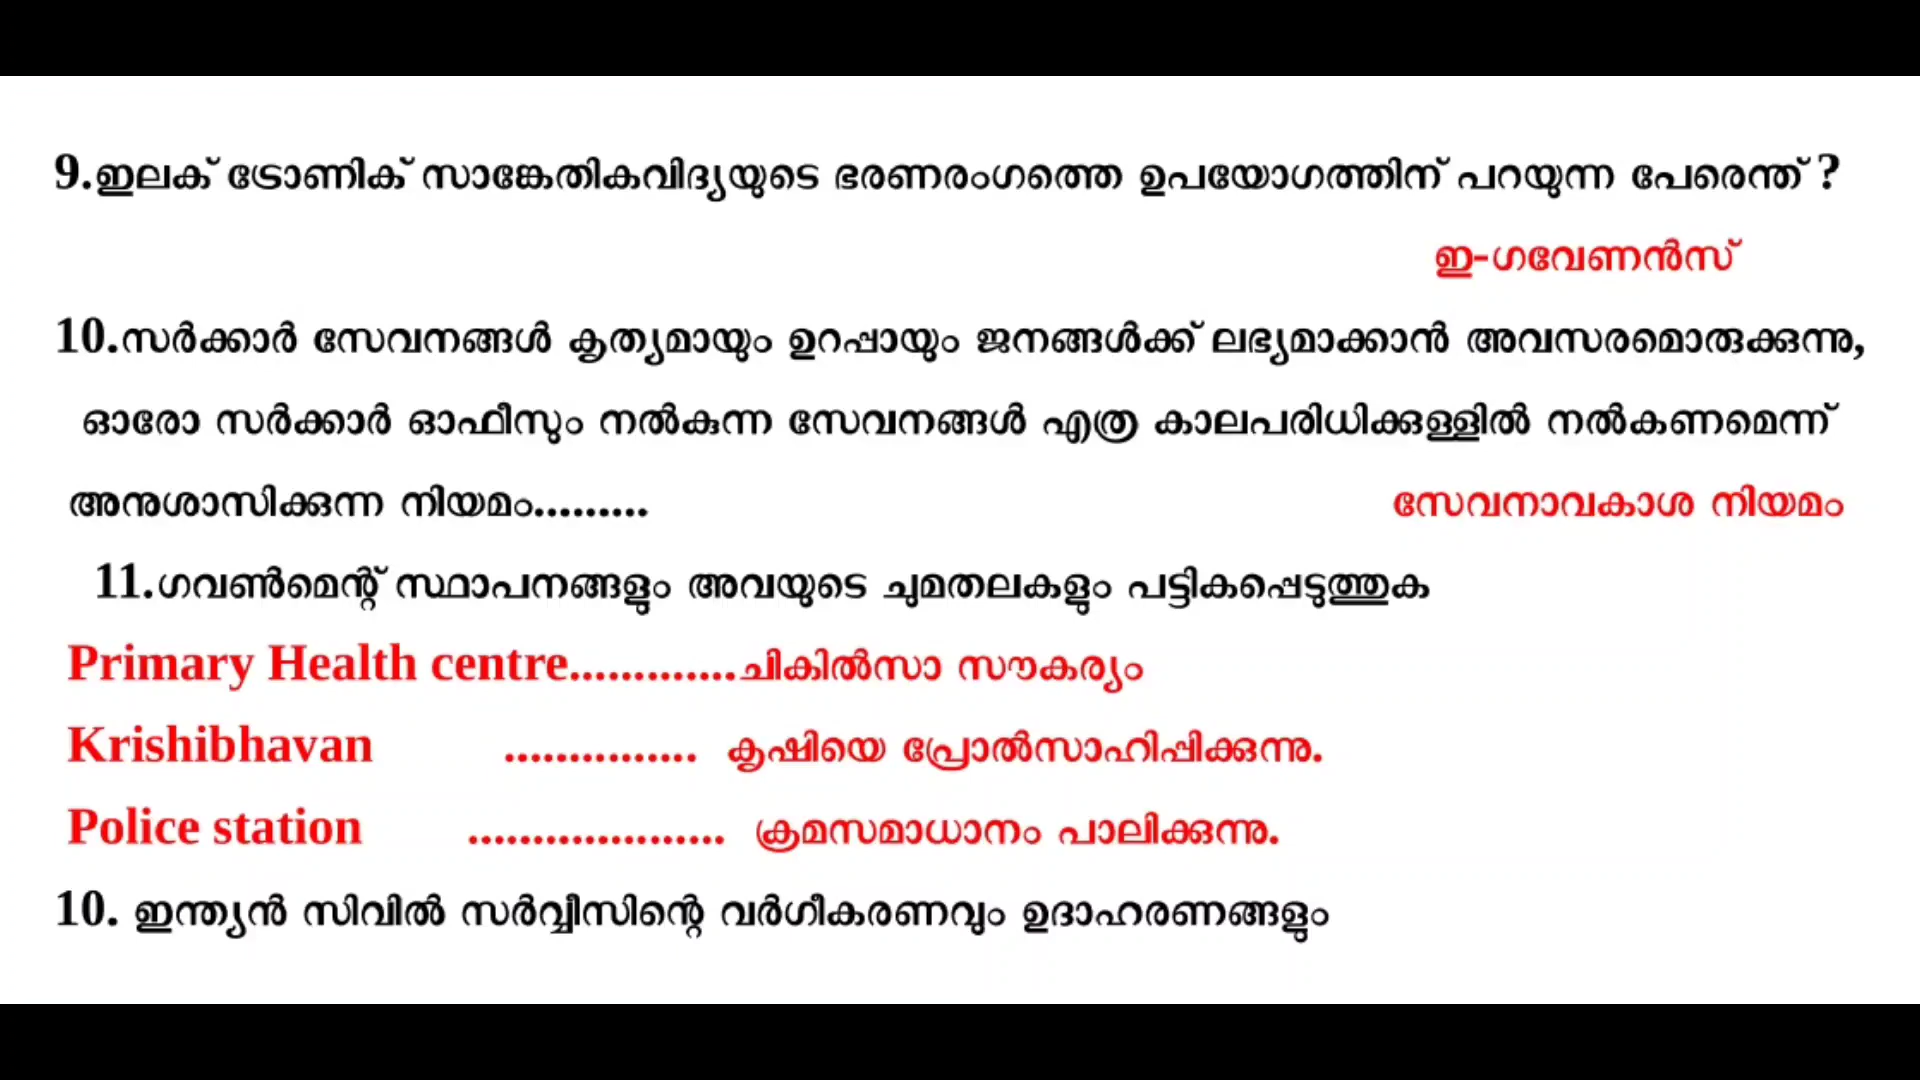 9.ഇലക് ട്രോണിക് സാങ്കേതികവിദ്യയുടെ ഭരണരംഗത്തെ ഉപയോഗത്തിന് പറയുന്ന പേരെന്ത് ?
ഇ-ഗവേണൻസ്
10.സർക്കാർ സേവനങ്ങൾ കൃത്യമായും ഉറപ്പായും ജനങ്ങൾക്ക് ലഭ്യമാക്കാൻ അവസരമൊരുക്കുന്നു,
ഓരോ സർക്കാർ ഓഫീസും നൽകുന്ന സേവനങ്ങൾ എത്ര കാലപരിധിക്കുള്ളിൽ നൽകണമെന്ന്
അനുശാസിക്കുന്ന നിയമം......... സേവനാവകാശ നിയമം
11.ഗവൺമെന്റ് സ്ഥാപനങ്ങളും അവയുടെ ചുമതലകളും പട്ടികപ്പെടുത്തുക
Primary Health centre.............ചികിൽസാ സൗകര്യം
Krishibhavan ............... കൃഷിയെ പ്രോൽസാഹിപ്പിക്കുന്നു.
Police station .................... ക്രമസമാധാനം പാലിക്കുന്നു.
10. ഇന്ത്യൻ സിവിൽ സർവ്വീസിന്റെ വർഗീകരണവും ഉദാഹരണങ്ങളും